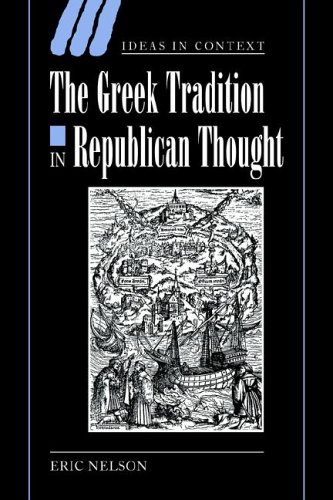 IDEAS IN CONTEXT
The Greek Tradition
IN Republican Thought
ERIC NELSON